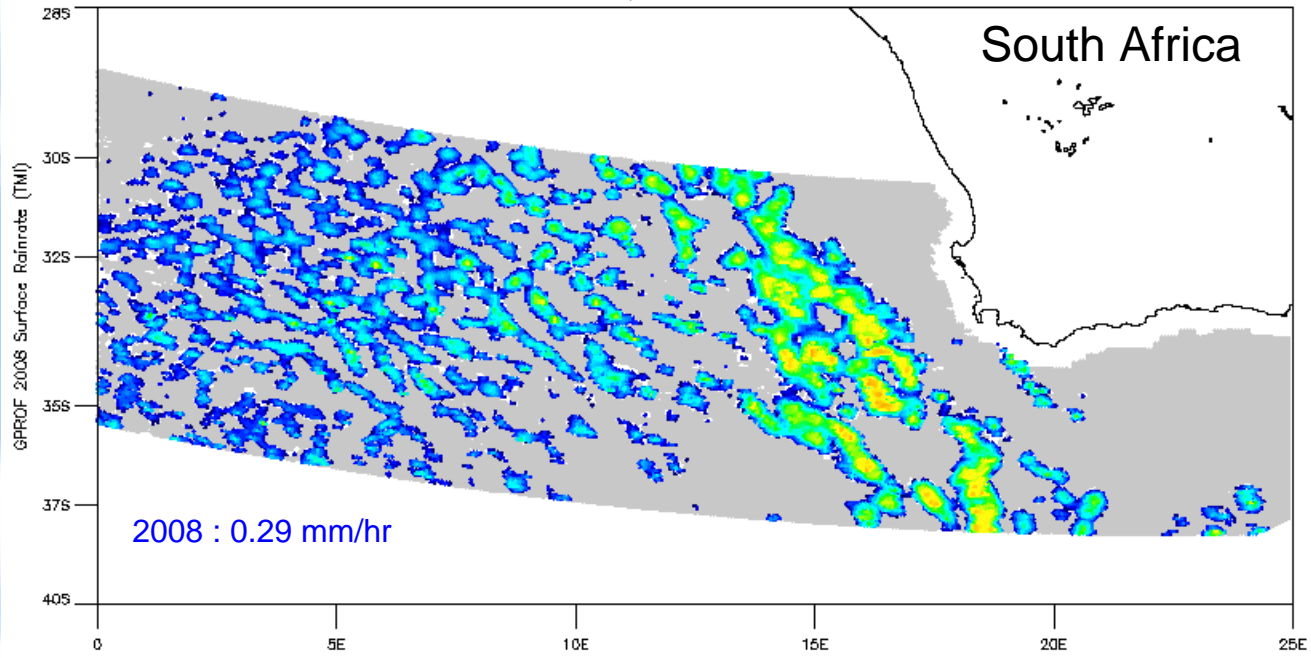 28S
South Africa
30S
GPROF 2008 Surface Rainrate (TMI)
32S
35S
37S
2008 : 0.29 mm/hr
40S
0 5E 10E 15E 20E 25E